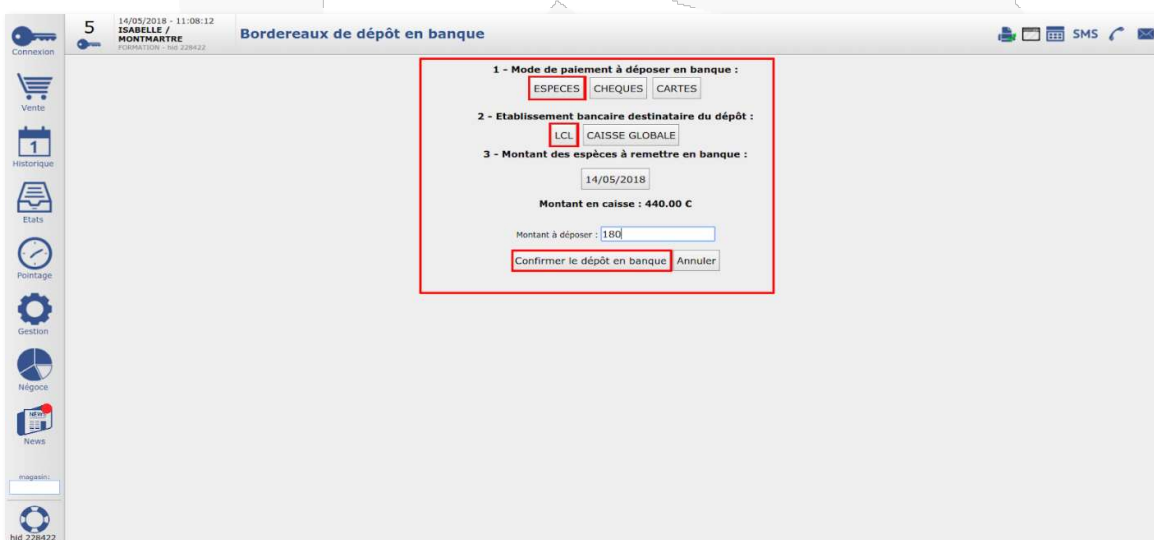 5
14/05/2018 - 11:08:12
ISABELLE /
MONTMARTRE
FORMATION - hid 228422
Bordereaux de dépôt en banque
SMS
Connexion
Vente
1
Historique
Etats
Pointage
Gestion
Négoce
NEWS
News
magasin:
hid 228422
1 - Mode de paiement à déposer en banque :
ESPECES CHEQUES CARTES
2 - Etablissement bancaire destinataire du dépôt :
LCL CAISSE GLOBALE
3 - Montant des espèces à remettre en banque :
14/05/2018
Montant en caisse : 440.00 €
Montant à déposer : 180
Confirmer le dépôt en banque Annuler